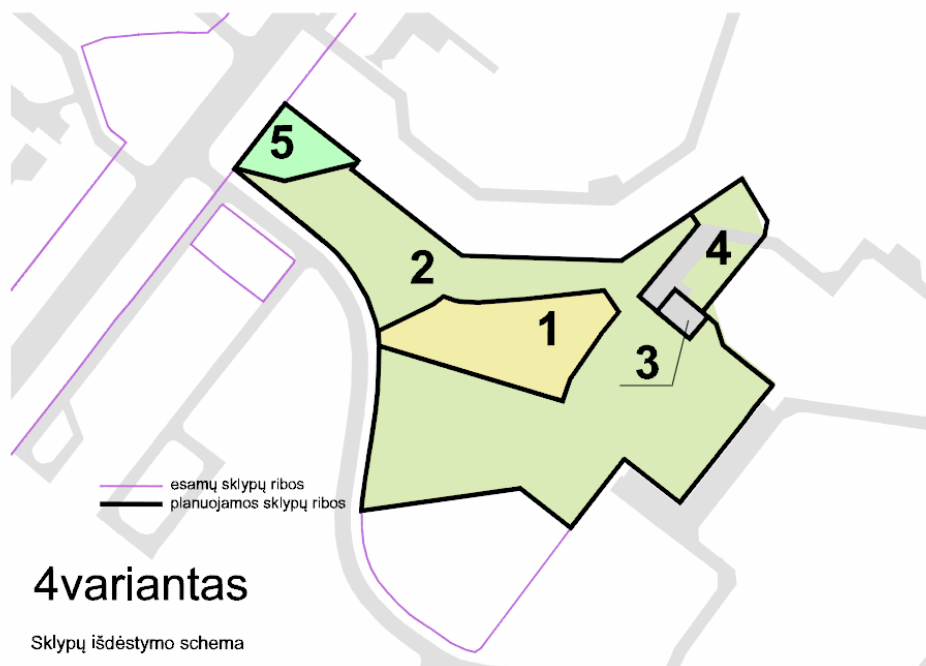 5
2
4
1
3
esamų sklypų ribos
planuojamos sklypų ribos
4variantas
Sklypų išdėstymo schema